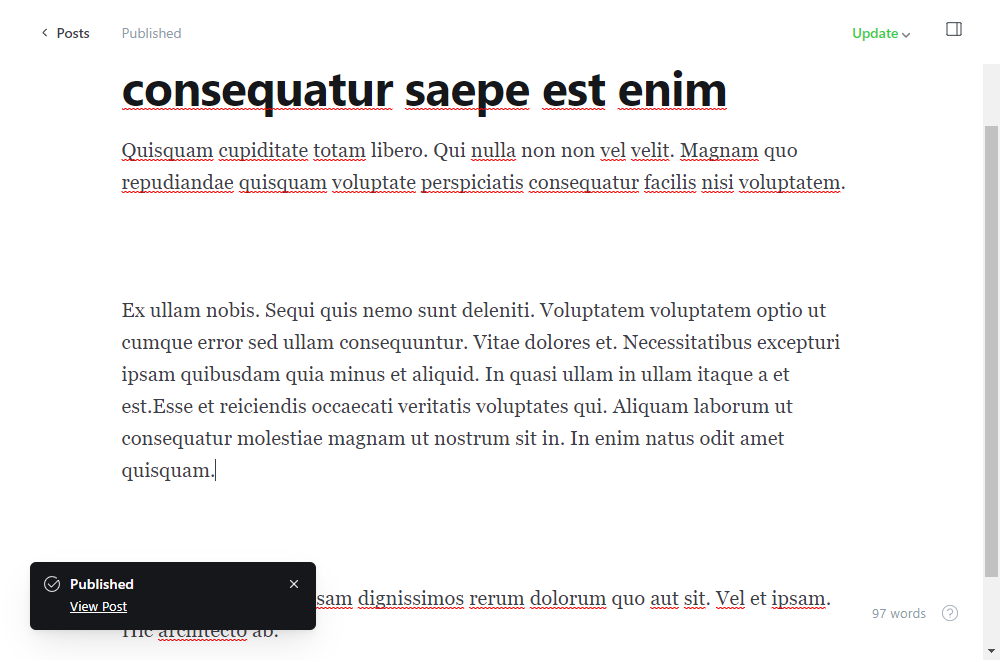 Posts
Published
Update
consequatur saepe est enim
Quisquam cupiditate totam libero. Qui nulla non non vel velit. Magnam quo
repudiandae quisquam voluptate perspiciatis consequatur facilis nisi voluptatem.
Ex ullam nobis. Sequi quis nemo sunt deleniti. Voluptatem voluptatem optio ut
cumque error sed ullam consequuntur. Vitae dolores et. Necessitatibus excepturi
ipsam quibusdam quia minus et aliquid. In quasi ullam in ullam itaque a et
est.Esse et reiciendis occaecati veritatis voluptates qui. Aliquam laborum ut
consequatur molestiae magnam ut nostrum sit in. In enim natus odit amet
quisquam.
dignissimos rerum dolorum quo aut sit. Vel et ipsam.
architecto ab.
Published
View Post
97 words